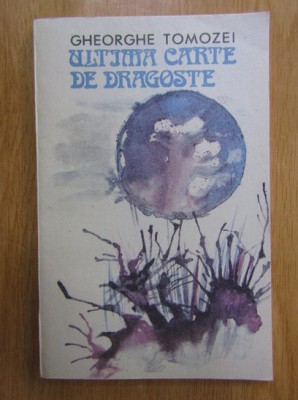 GHEORGHE TOMOZEI
ULTIMA CARTE
DE DRAGOSTE